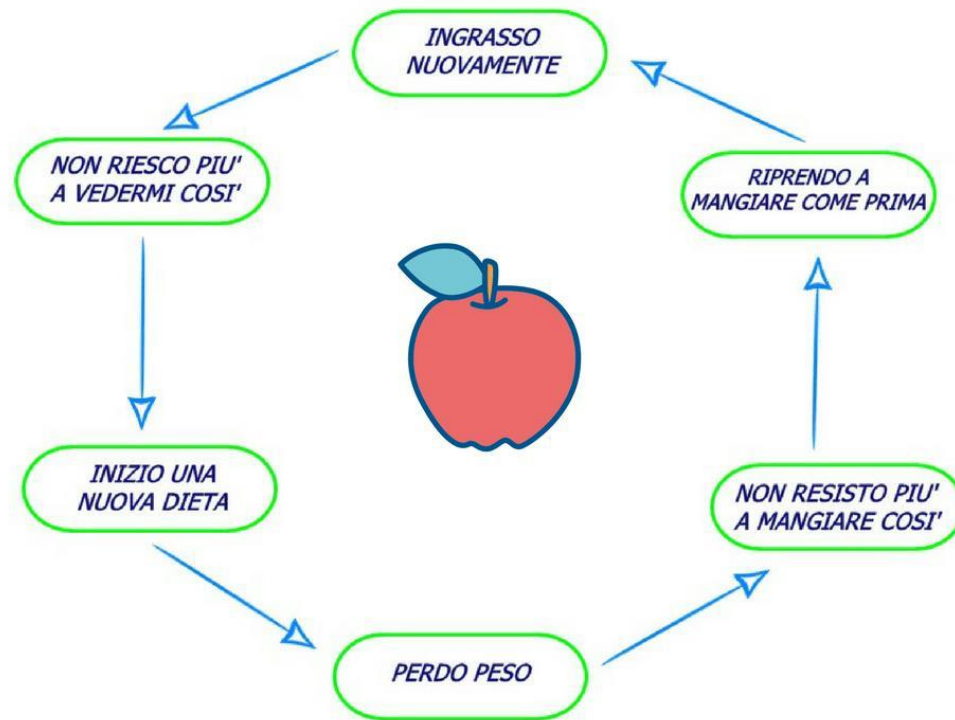 INGRASSO
NUOVAMENTE
NON RIESCO PIU'
A VEDERMI COSI'
INIZIO UNA
NUOVA DIETA
PERDO PESO
NON RESISTO PIU'
A MANGIARE COSI'
RIPRENDO A
MANGIARE COME PRIMA